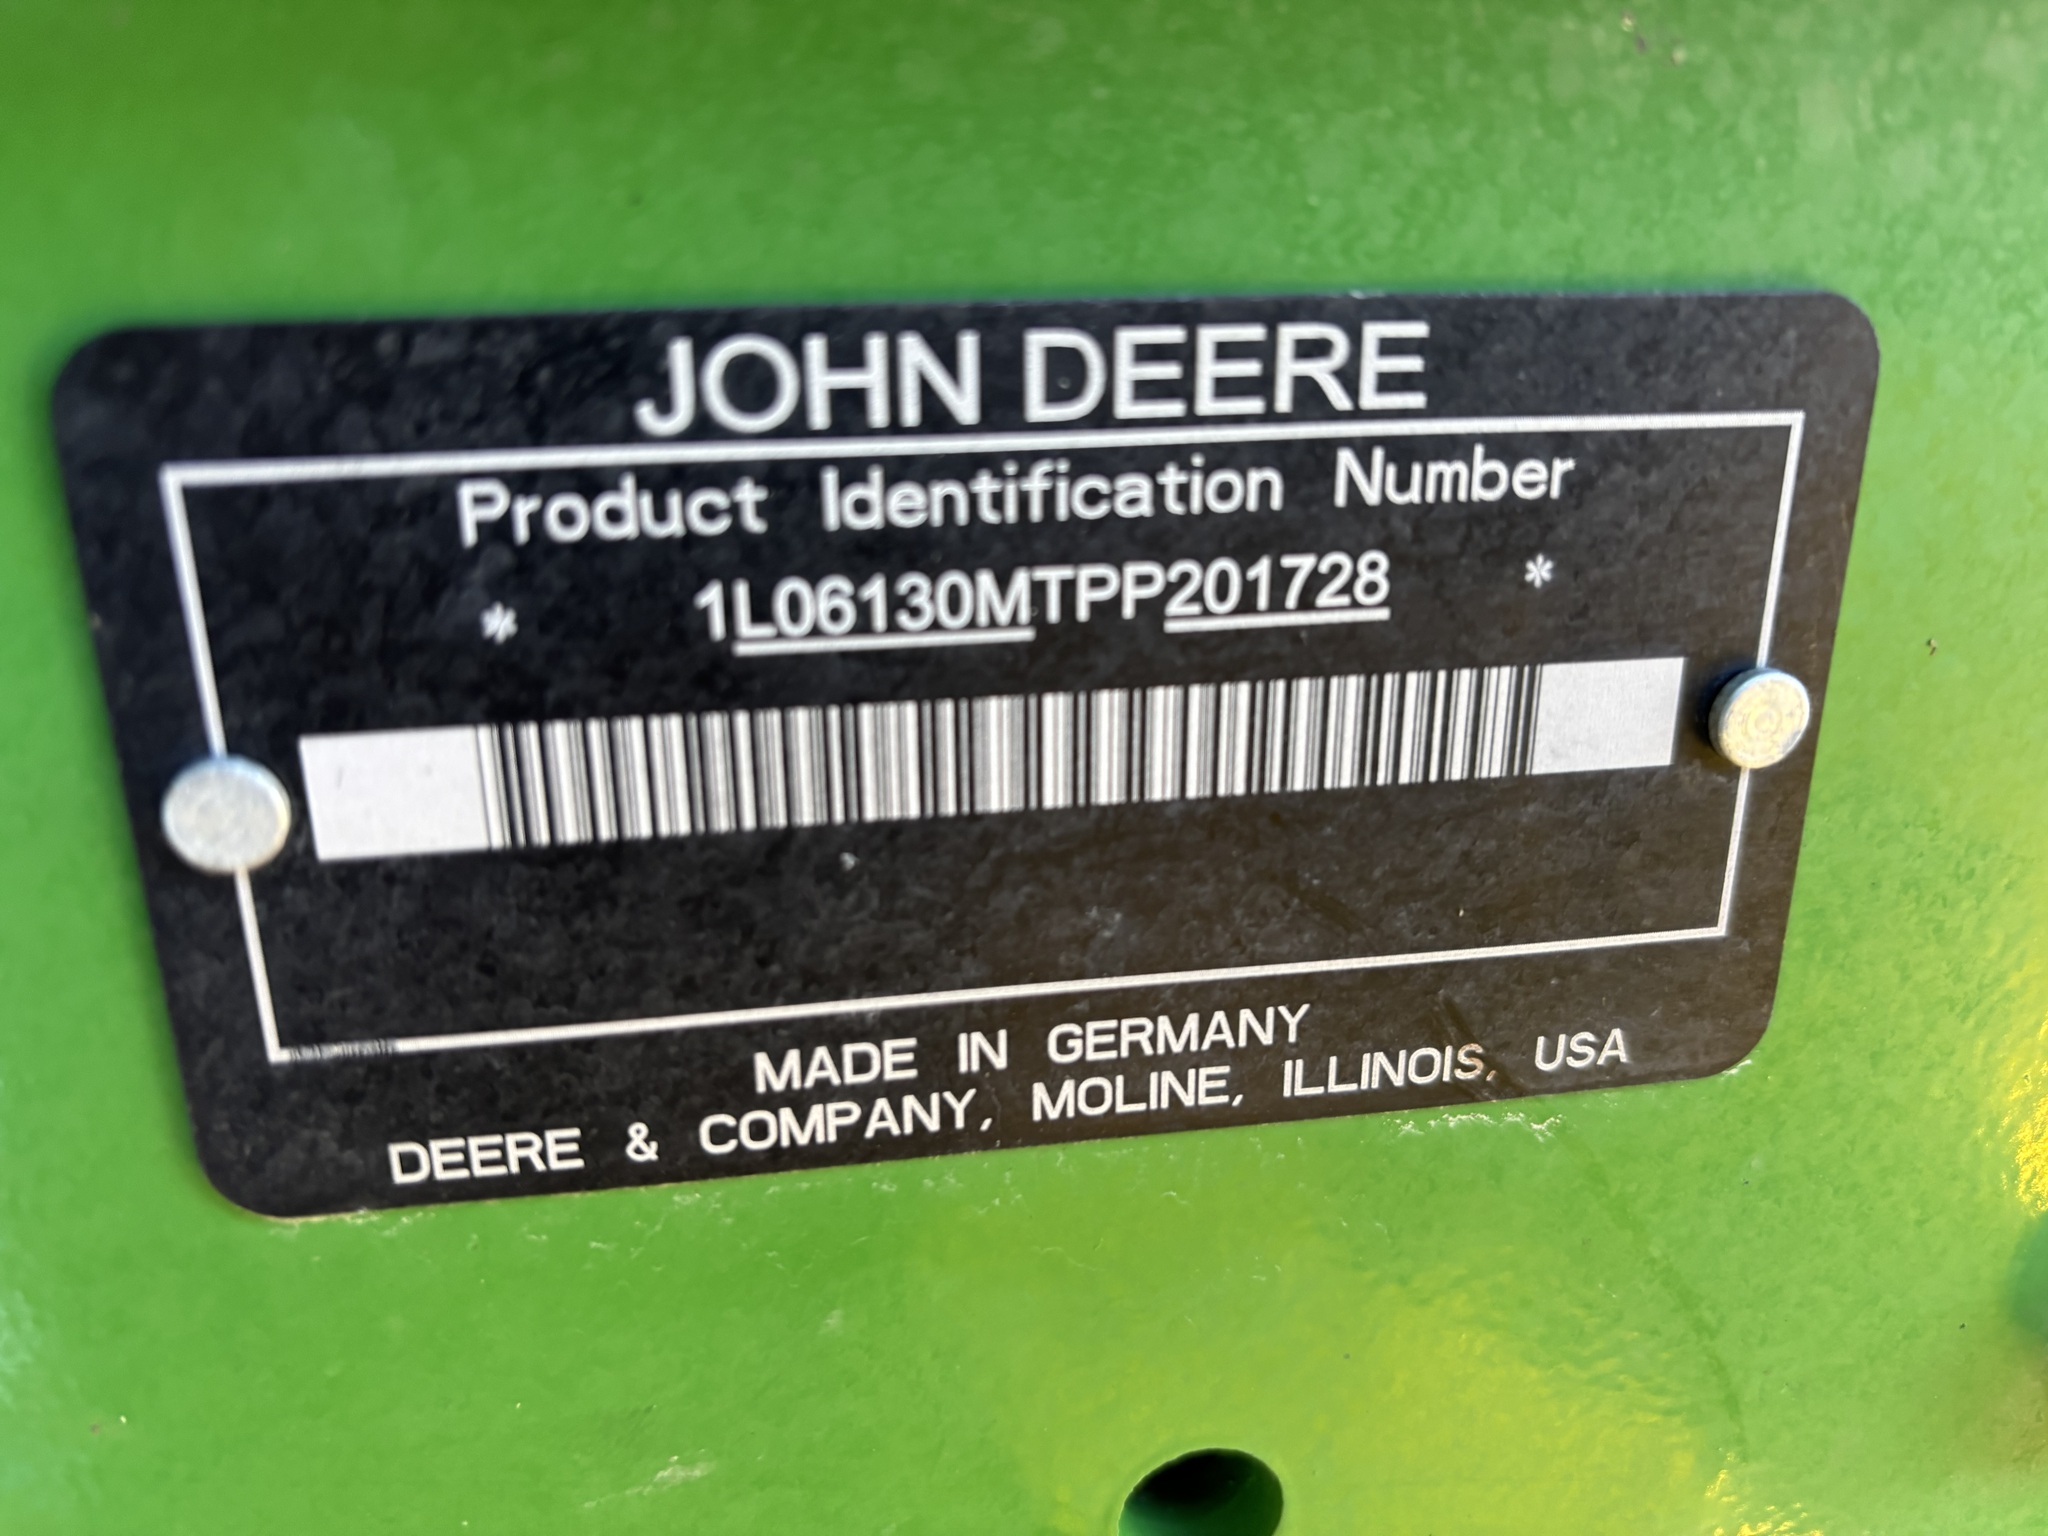 JOHN DEERE
Product Identification Number
* 1L06130MTPP201728 *
MADE IN GERMANY
DEERE & COMPANY, MOLINE, ILLINOIS, USA